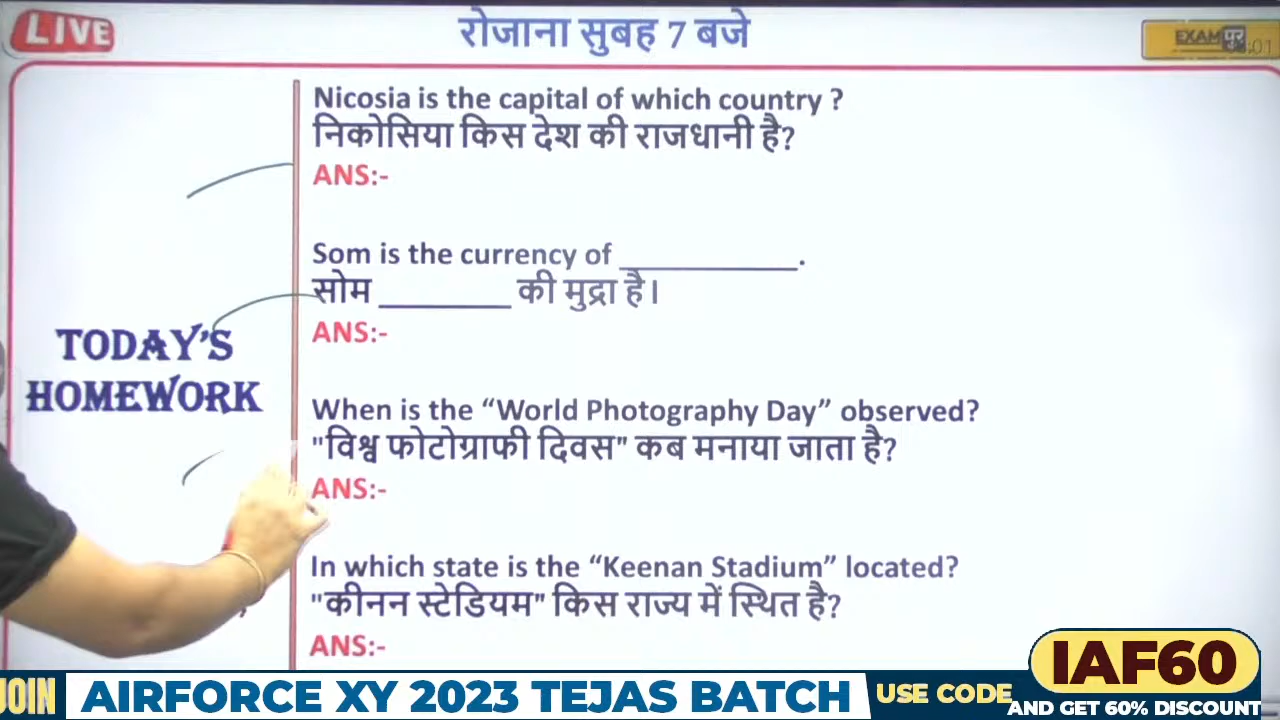 LIVE
रोजाना सुबह 7 बजे
EXAM पुर
Nicosia is the capital of which country ?
निकोसिया किस देश की राजधानी है?
ANS:-
Som is the currency of ____________.
सोम _________ की मुद्रा है।
ANS:-
TODAY'S
HOMEWORK
When is the “World Photography Day” observed?
"विश्व फोटोग्राफी दिवस" कब मनाया जाता है?
ANS:-
In which state is the “Keenan Stadium” located?
"कीनन स्टेडियम" किस राज्य में स्थित है?
ANS:-
JOIN
AIRFORCE XY 2023 TEJAS BATCH
USE CODE
IAF60
AND GET 60% DISCOUNT